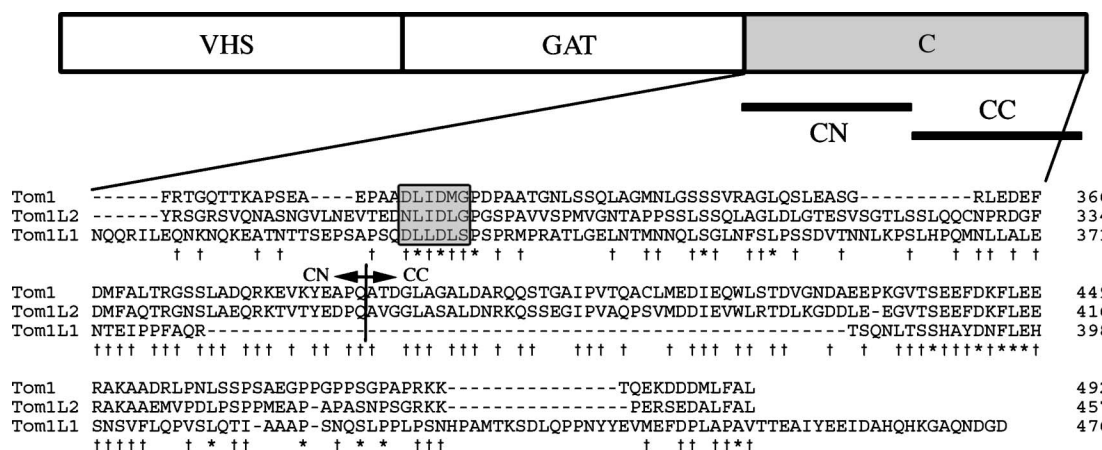 VHS GAT C
CN CC
Tom1 ------FRTGQTTKAPSEA----EPAADLIDMGPDPAATGNLSSQLAGMNLGSSSVRAGLQSLEASG----------RLEDEF 366
Tom1L2 ------YRSGRSVQNASNGVLNEVTEDNLIDLGPGSPAVVSPMVGNTAPPSSLSSQLAGLDLGTESVSGTLSSLQQCNPRDGF 334
Tom1L1 NQQRILEQNKNQKEATNTTSEPSAPSQDLLDLSPSRMPRATLGELNTMNNQLSGLNFSLPSSDVTNNLKPSLHPQMNLLALE 371
† † † † † †*†*††* † † † † † †*† † †* † † † † † † † † †
CN CC
Tom1 DMFALTRGSSLADQRKEVKYEAPQATDGLAGALDARQQSTGAIPVTQACLMEDIEQWLSTDVGNDAEEPKGVTSEEFDKFLEE 449
Tom1L2 DMFAQTRGNSLAEQRKTVTYEDPQAVGGLASALDNRKQSSEGIPVAQPSVMDDIEVWLRTDLKGDDLE-EGVTSEEFDKFLEE 416
Tom1L1 NTEIPPFAQR--------------------------------------------------------TSQNLTSSHAYDNFLEH 398
†††† ††† ††† ††† † † ††† ††† † † ††† † † † † † † †††*†††*†***†
Tom1 RAKAADRLPNLSSPSAEGPPGPPSGPAPRKK---------------TQEKDDDMLFAL 492
Tom1L2 RAKAAEMVPDLPSPPMEAP-APASNPSGRKK----------------PERSEDALFAL 457
Tom1L1 SNSVFLQPVSLQTI-AAAP-SNQSLPPLPSNHPAMTKSDLQPPNYYEVMEFDPLAPAVTTEAIYEEIDAHQHKGAQNDGD 476
††††† † * † * † * † * † ††† † †† †*†